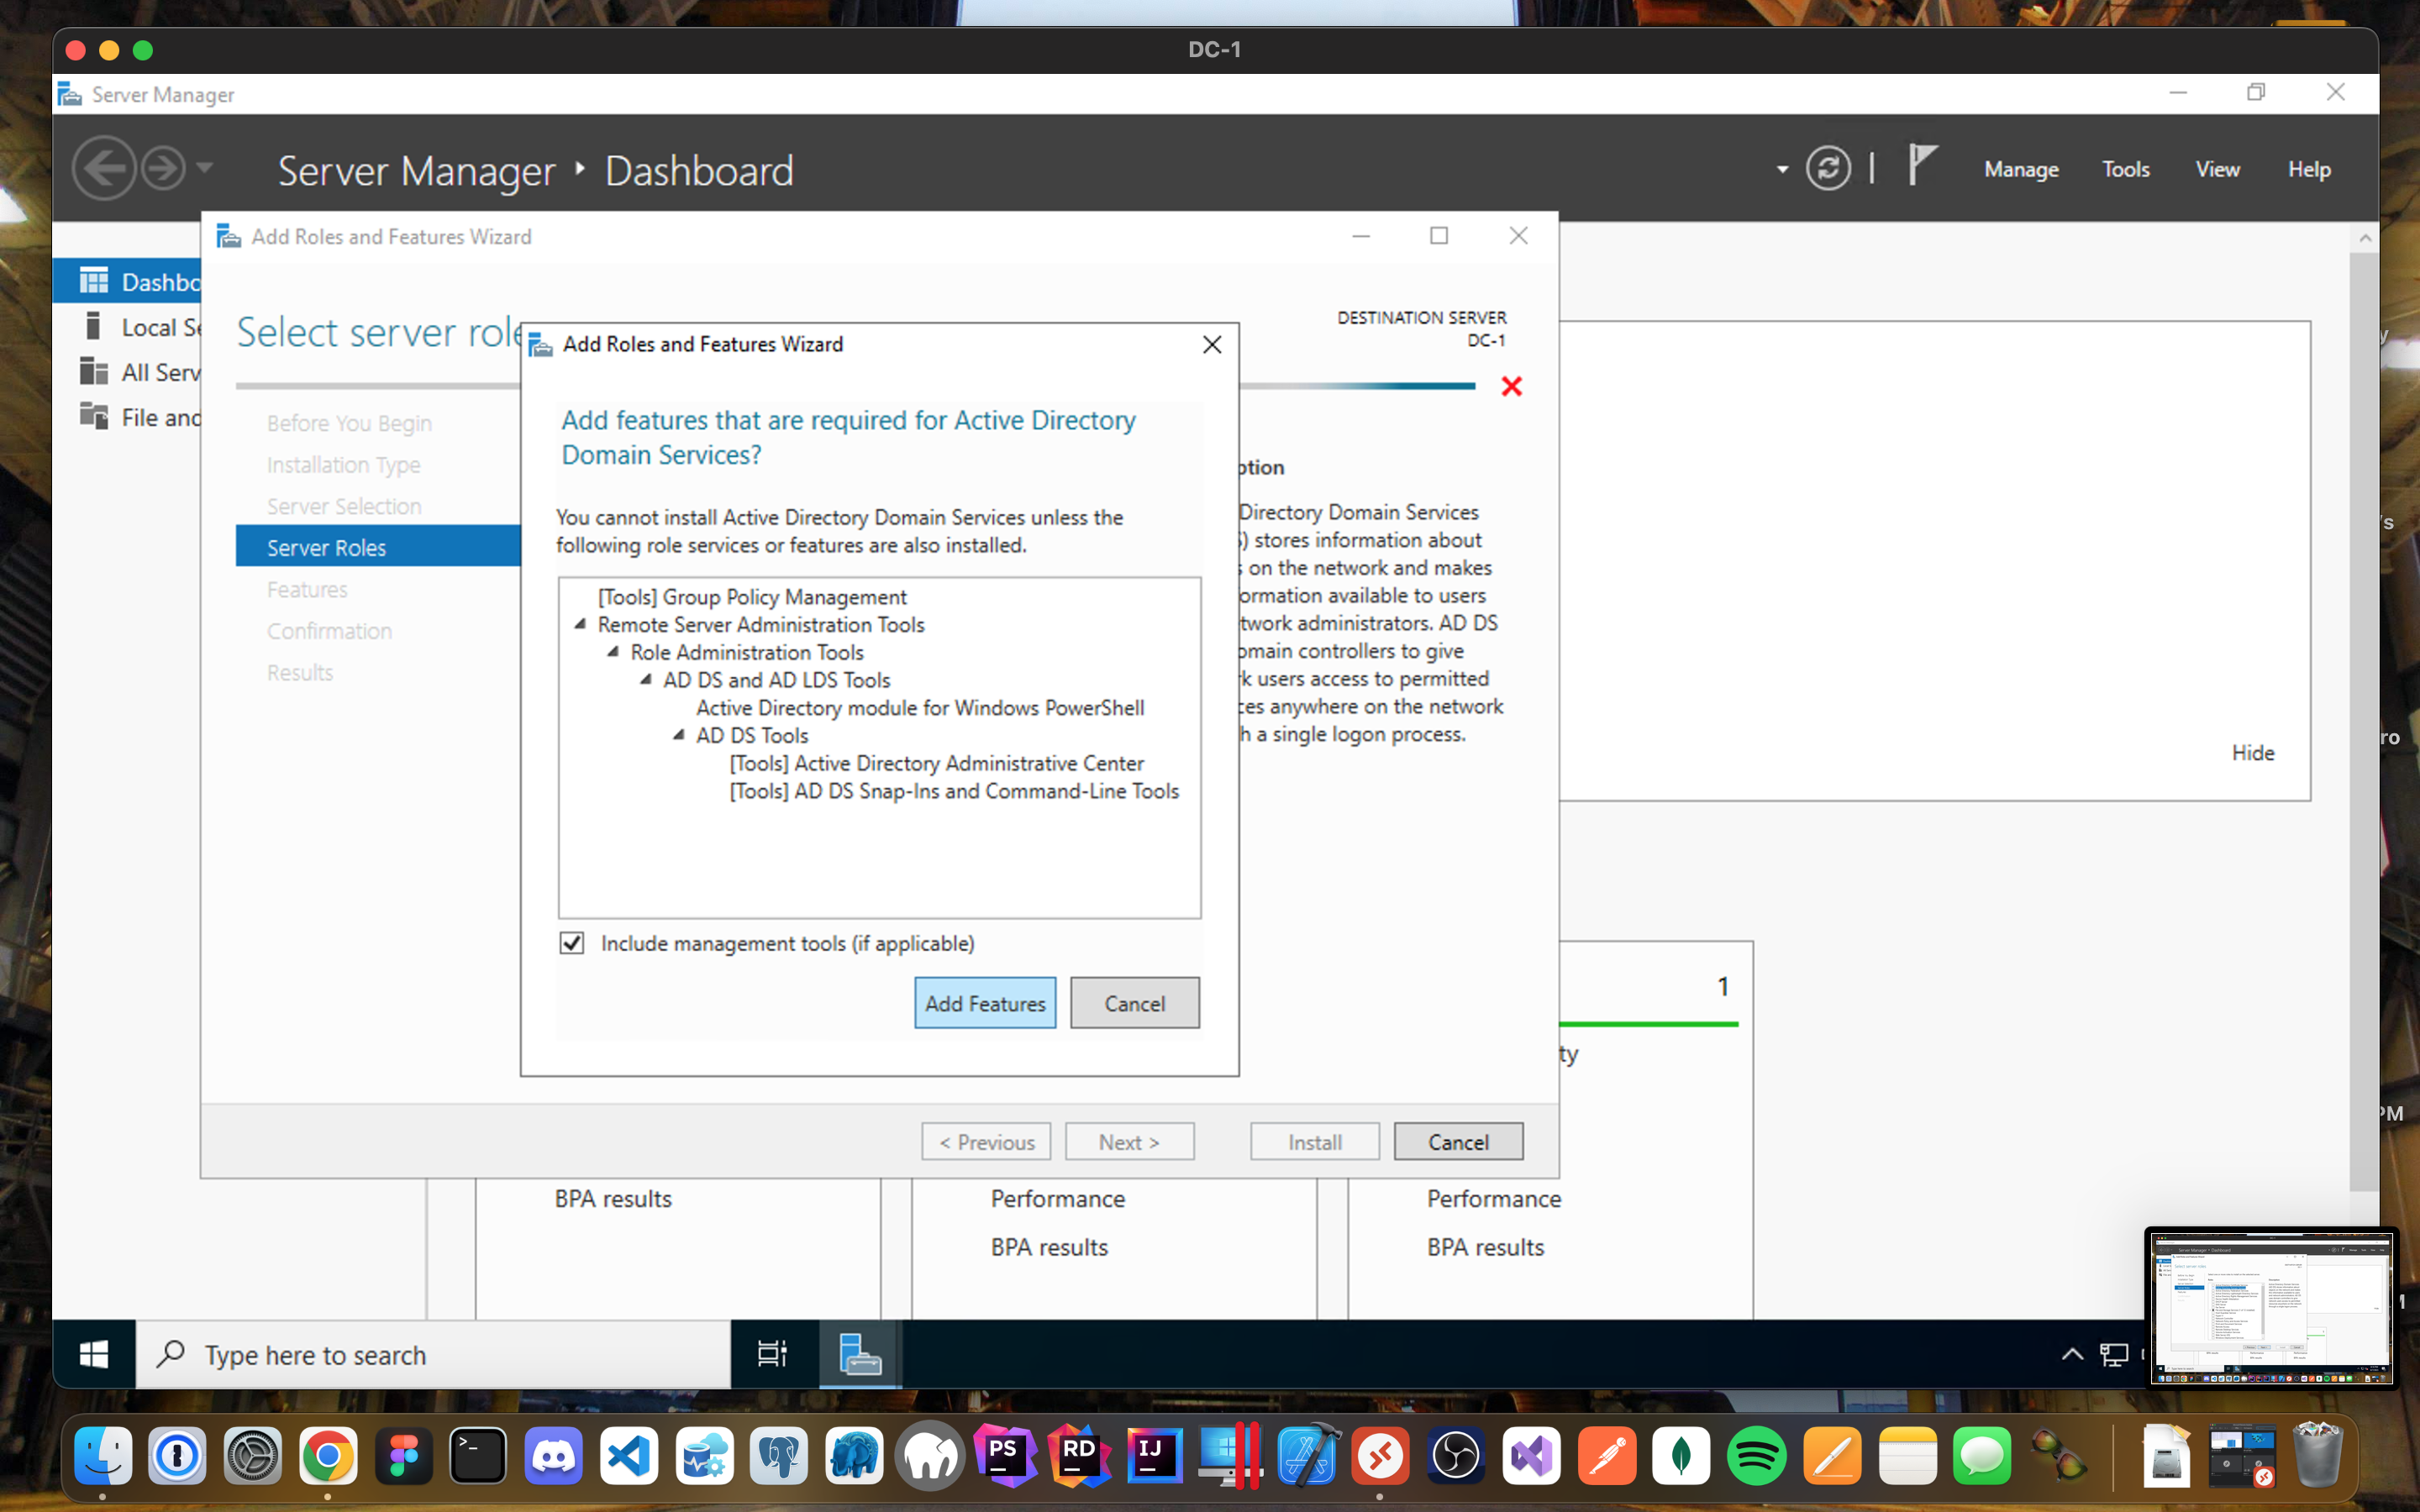 DC-1
Server Manager
Server Manager Dashboard
Manage Tools View Help
Add Roles and Features Wizard
Dashbo
Local Se
All Serv
File and
Select server role
DESTINATION SERVER
DC-1
Before You Begin
Installation Type
Server Selection
Server Roles
Features
Confirmation
Results
Add Roles and Features Wizard
Add features that are required for Active Directory
Domain Services?
You cannot install Active Directory Domain Services unless the
following role services or features are also installed.
[Tools] Group Policy Management
Remote Server Administration Tools
Role Administration Tools
AD DS and AD LDS Tools
Active Directory module for Windows PowerShell
AD DS Tools
[Tools] Active Directory Administrative Center
[Tools] AD DS Snap-Ins and Command-Line Tools
Include management tools (if applicable)
Add Features Cancel
ption
Directory Domain Services
) stores information about
on the network and makes
ormation available to users
twork administrators. AD DS
omain controllers to give
rk users access to permitted
ces anywhere on the network
h a single logon process.
Hide
1
ty
< Previous Next > Install Cancel
BPA results
Performance
BPA results
Performance
BPA results
Type here to search
's
ro
PM
PS
RD
IJ